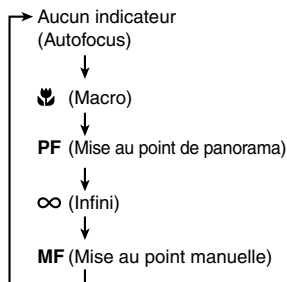 Aucun indicateur
(Autofocus)
(Macro)
PF (Mise au point de panorama)
∞ (Infini)
MF (Mise au point manuelle)